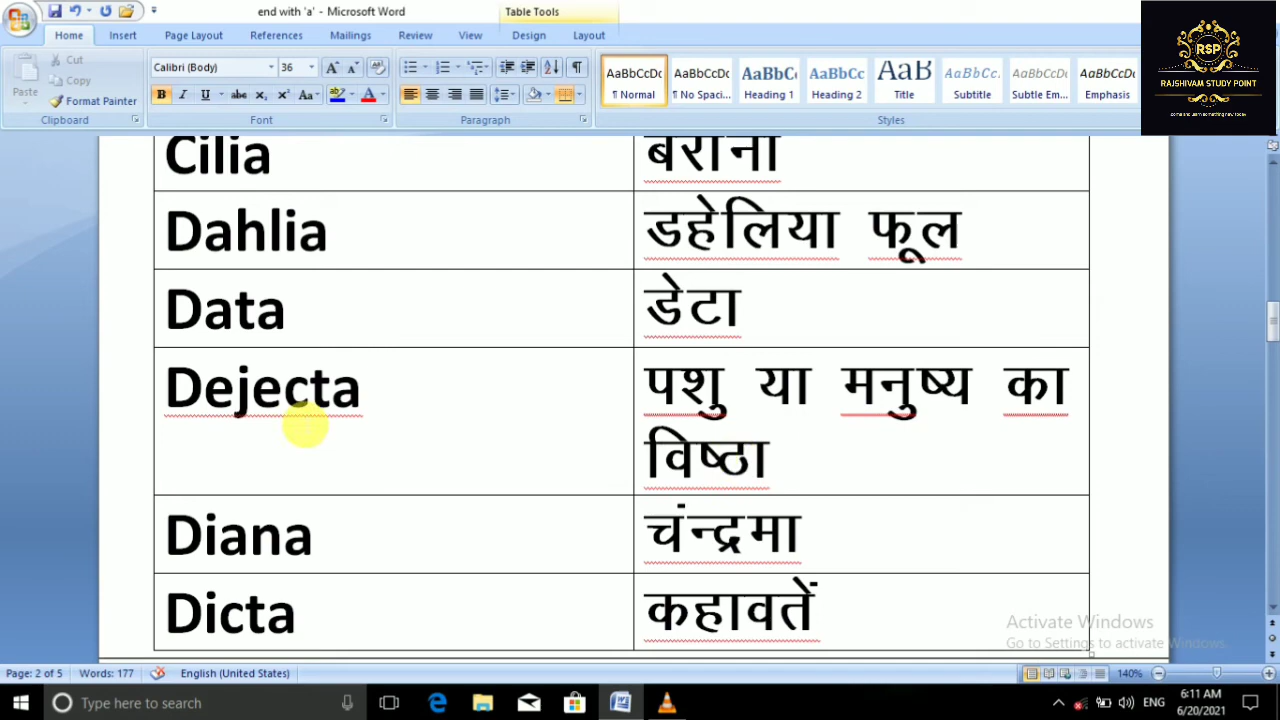 end with 'a' - Microsoft Word
Table Tools
Home Insert Page Layout References Mailings Review View Design Layout
Paste
Cut
Copy
Format Painter
Clipboard
Calibri (Body) 36
Font
Paragraph
AaBbCcDc AaBbCcDc AaBbCc AaBbCc AaB AaBbCc. AaBbCcDc AaBbCcDc
¶ Normal ¶ No Spaci... Heading 1 Heading 2 Title Subtitle Subtle Em... Emphasis
Styles
RSP
RAJSHIVAM STUDY POINT
Cilia बरौनी
Dahlia डहेलिया फूल
Data डेटा
Dejecta पशु या मनुष्य का
विष्ठा
Diana चंन्द्रमा
Dicta कहावतें
Activate Windows
Go to Settings to activate Windows.
Page: 2 of 5 Words: 177 English (United States) 140%
Type here to search
ENG
6:11 AM
6/20/2021